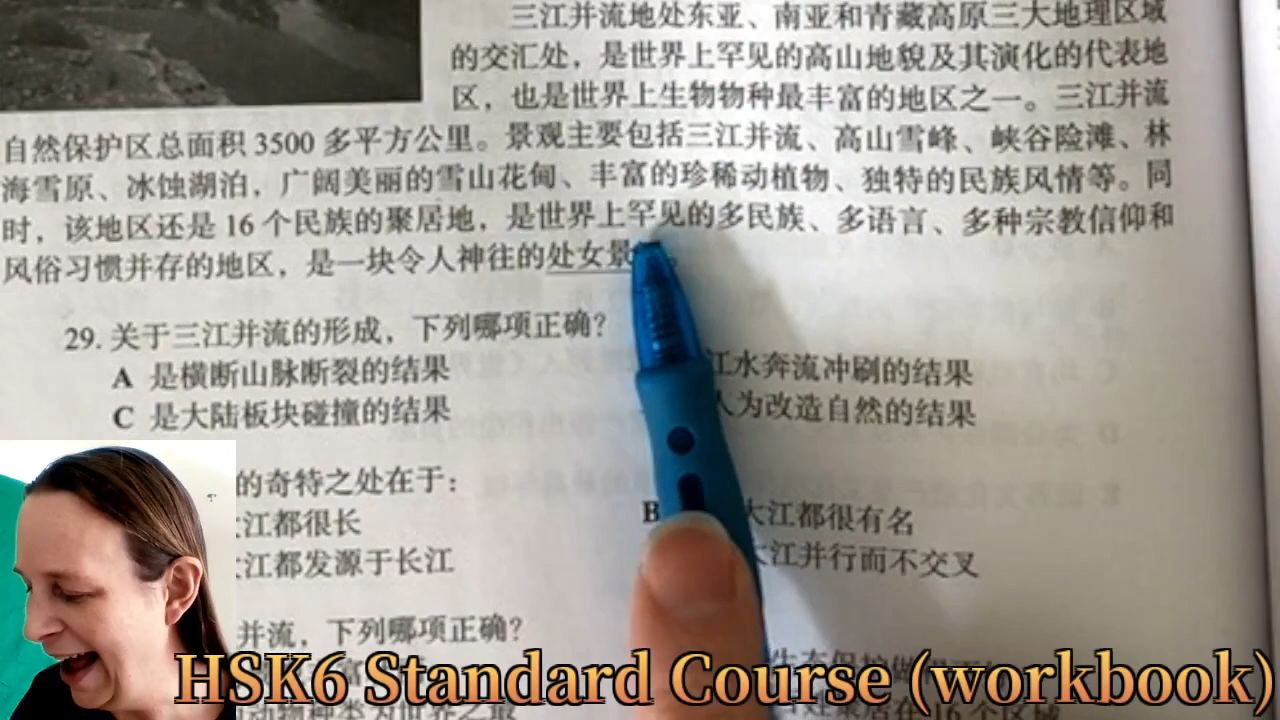 三江并流地处东亚、南亚和青藏高原三大地理区域
的交汇处，是世界上罕见的高山地貌及其演化的代表地
区，也是世界上生物物种最丰富的地区之一。三江并流
自然保护区总面积 3500 多平方公里。景观主要包括三江并流、高山雪峰、峡谷险滩、林
海雪原、冰蚀湖泊，广阔美丽的雪山花甸、丰富的珍稀动植物、独特的民族风情等。同
时，该地区还是 16 个民族的聚居地，是世界上罕见的多民族、多语言、多种宗教信仰和
风俗习惯并存的地区，是一块令人神往的处女景
29. 关于三江并流的形成，下列哪项正确？
A 是横断山脉断裂的结果
江水奔流冲刷的结果
C 是大陆板块碰撞的结果
人为改造自然的结果
的奇特之处在于：
江都很长
B 大江都很有名
江都发源于长江
大江并行而不交叉
并流，下列哪项正确？
HSK6 Standard Course (workbook)